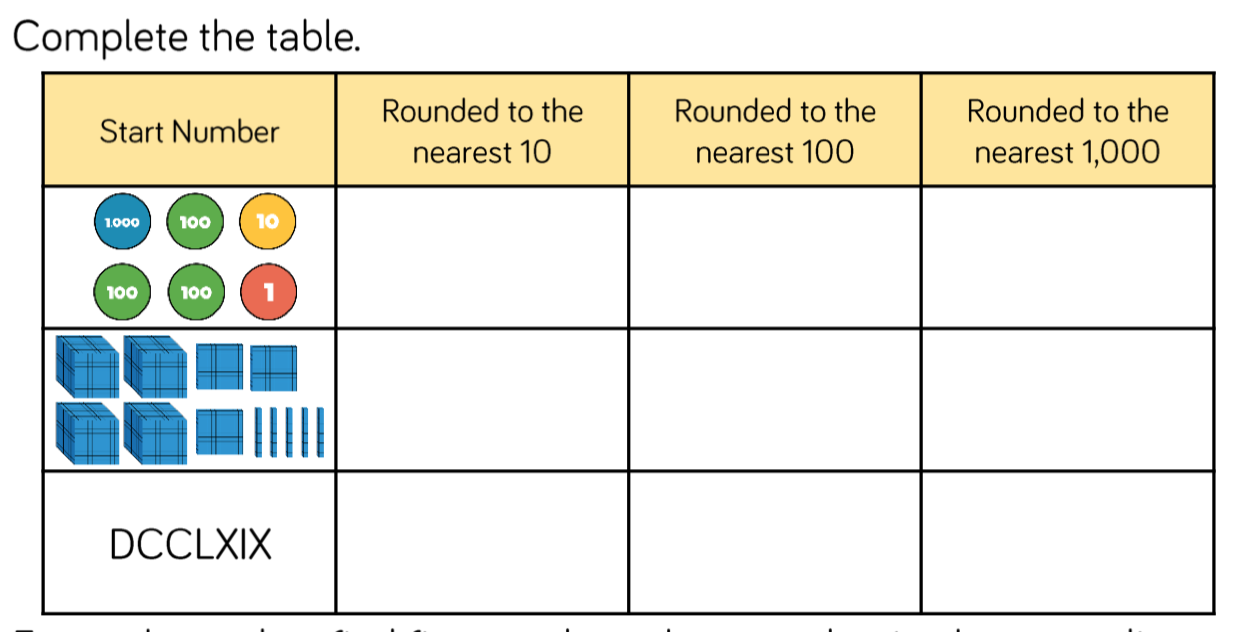 Complete the table.
Start Number
Rounded to the
nearest 10
Rounded to the
nearest 100
Rounded to the
nearest 1,000
1,000 100 10
100 100 1
DCCLXIX